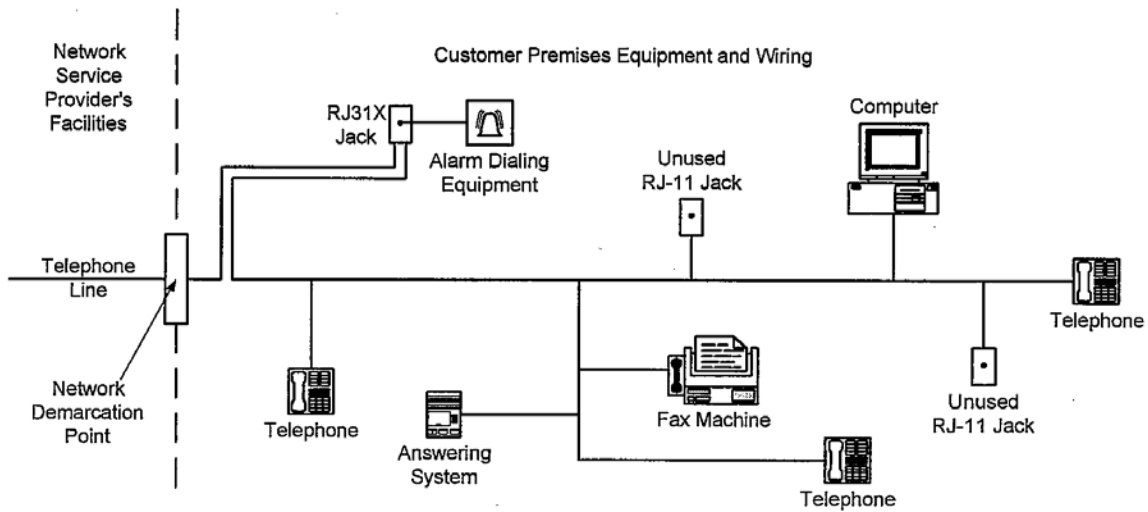 Network
Service
Provider's
Facilities
Customer Premises Equipment and Wiring
RJ31X
Jack
Alarm Dialing
Equipment
Unused
RJ-11 Jack
Computer
Telephone
Line
Telephone
Network
Demarcation
Point
Telephone
Answering
System
Fax Machine
Unused
RJ-11 Jack
Telephone